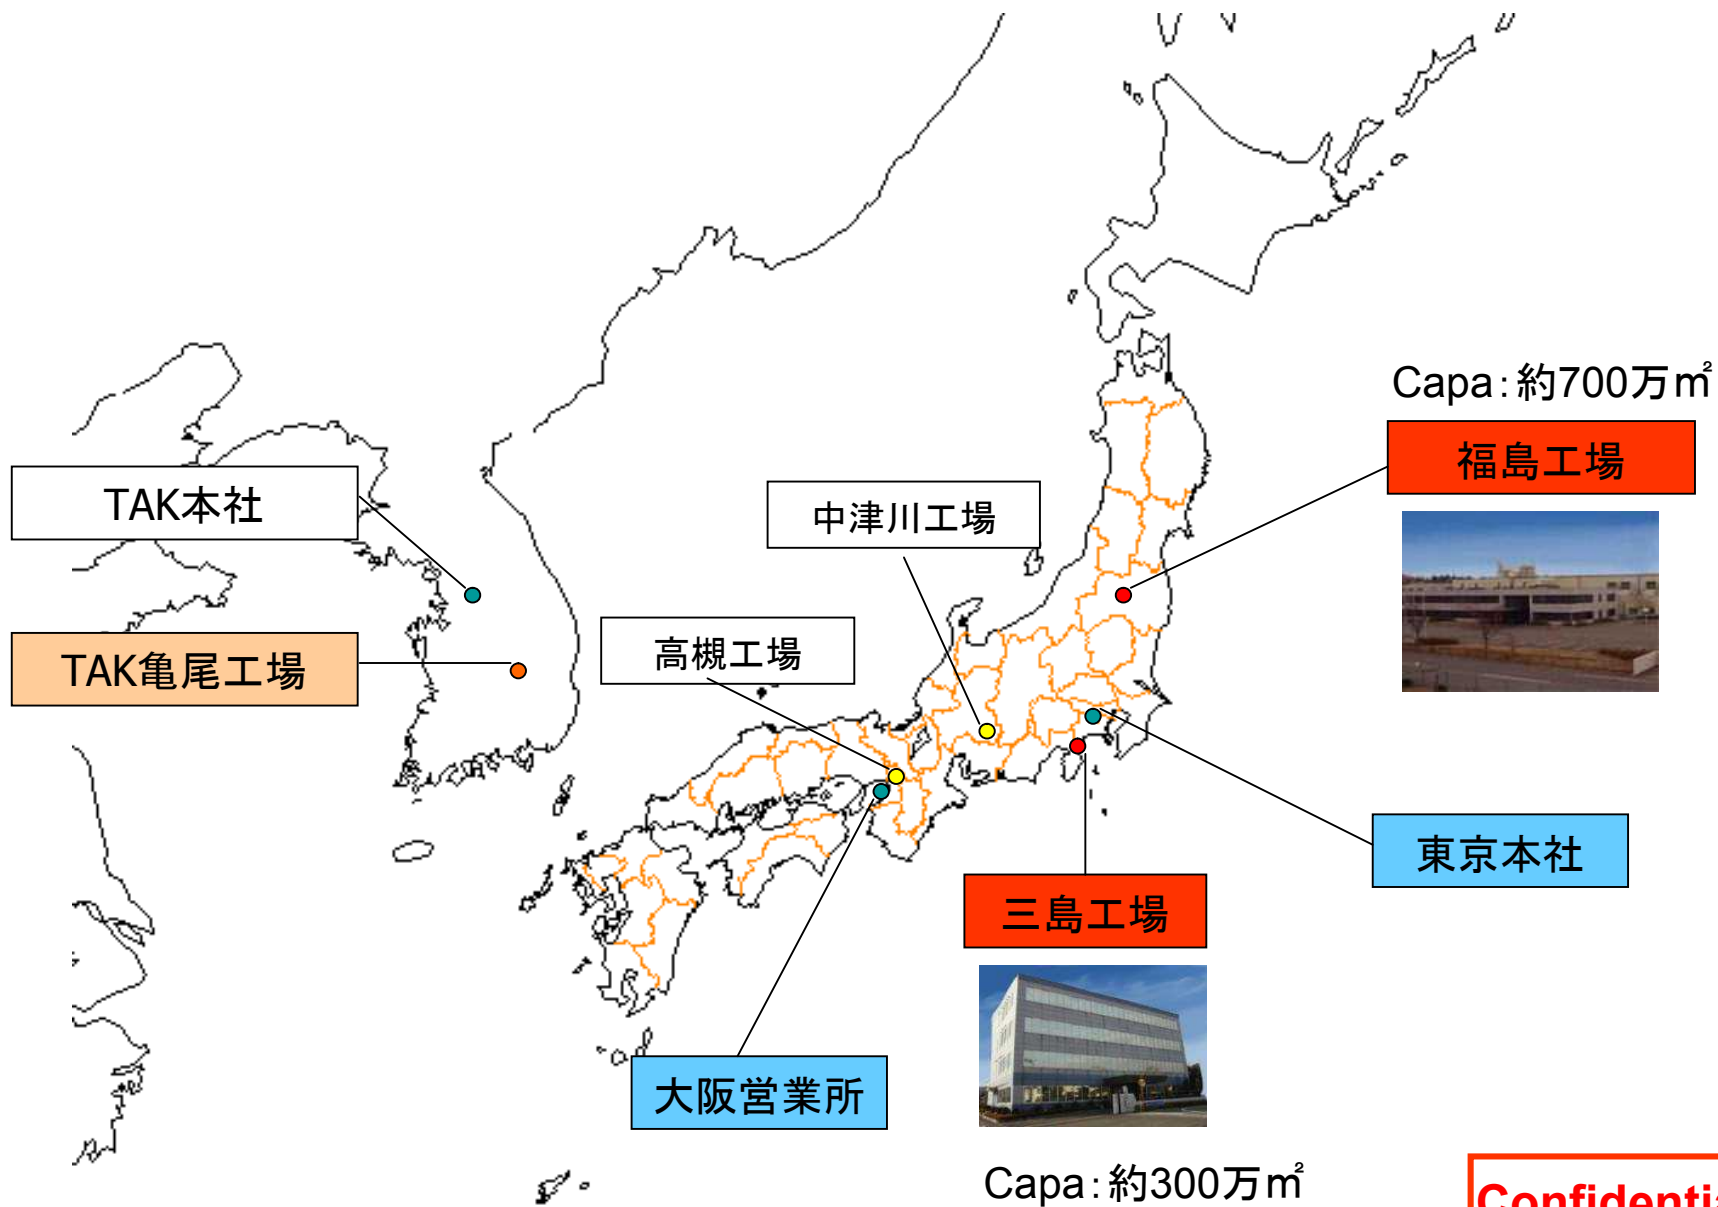 Capa:約700万㎡
福島工場
TAK本社
中津川工場
TAK亀尾工場
高槻工場
東京本社
三島工場
大阪営業所
Capa:約300万㎡
Confidentia